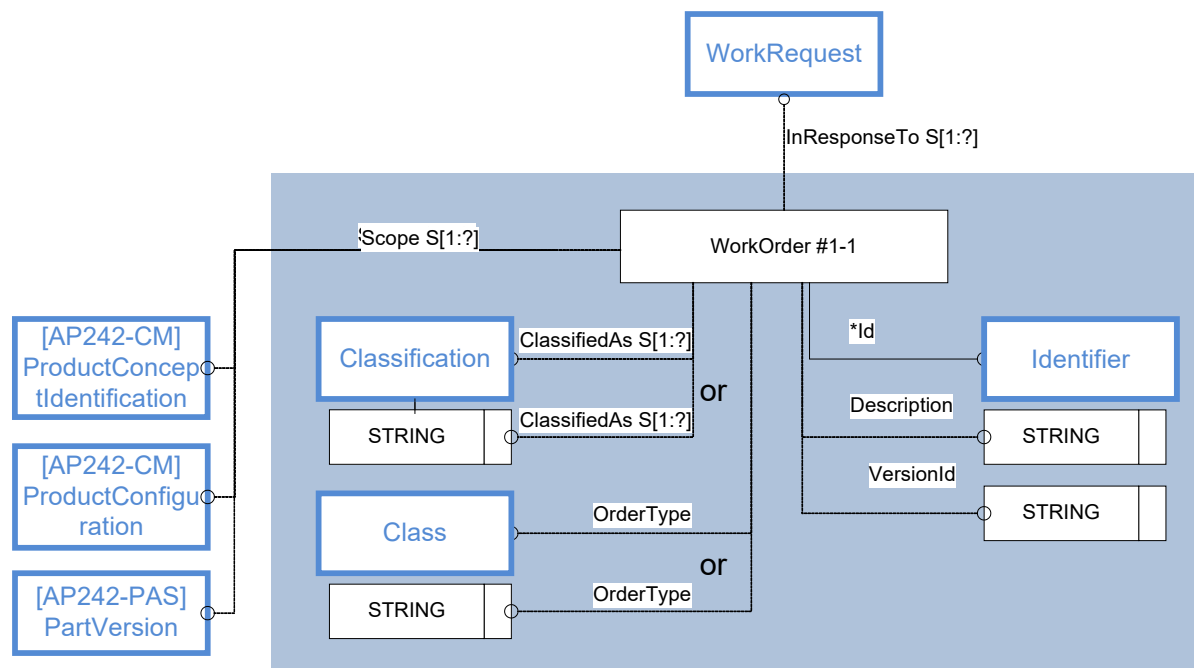 WorkRequest
InResponseTo S[1:?]
Scope S[1:?]
WorkOrder #1-1
[AP242-CM]
ProductConcep
tIdentification
Classification
ClassifiedAs S[1:?]
*Id
Identifier
or
STRING
ClassifiedAs S[1:?]
Description
STRING
[AP242-CM]
ProductConfigu
ration
VersionId
STRING
Class
OrderType
or
[AP242-PAS]
PartVersion
STRING
OrderType